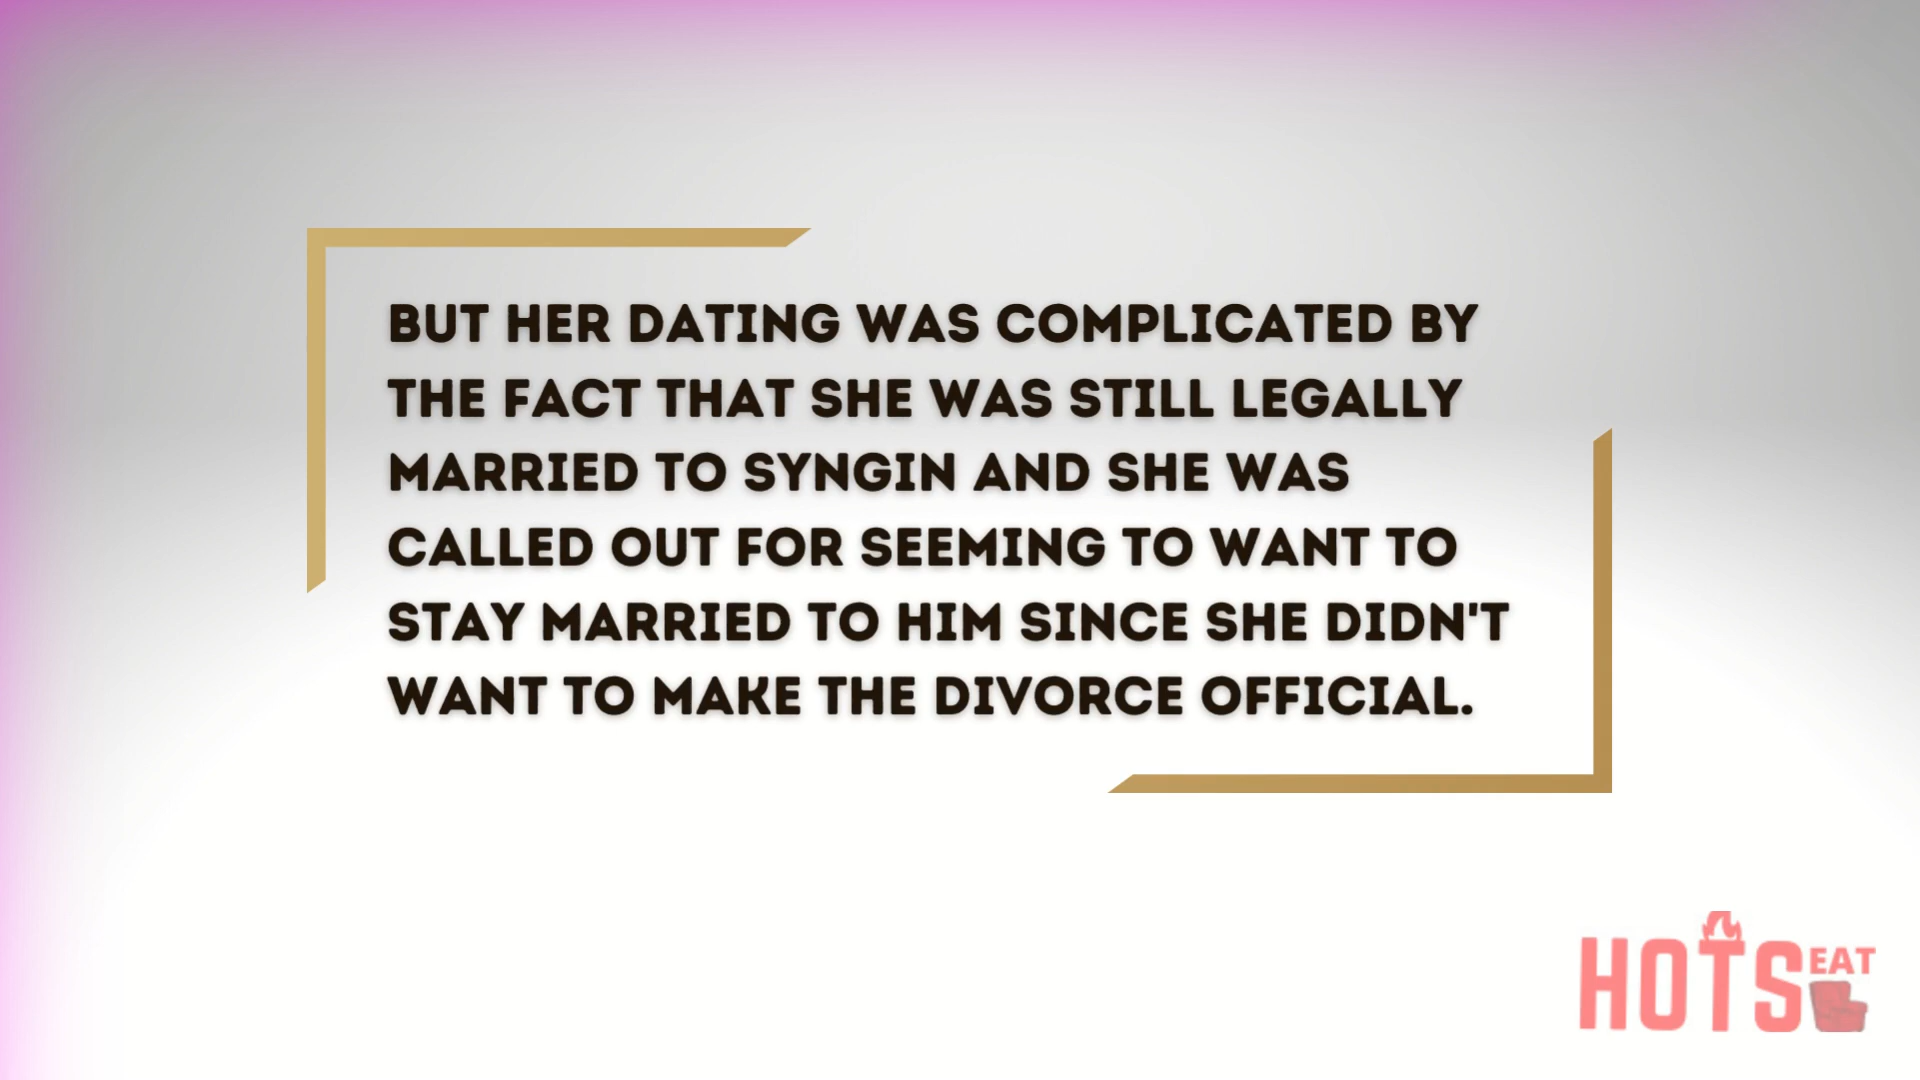 BUT HER DATING WAS COMPLICATED BY
THE FACT THAT SHE WAS STILL LEGALLY
MARRIED TO SYNGIN AND SHE WAS
CALLED OUT FOR SEEMING TO WANT TO
STAY MARRIED TO HIM SINCE SHE DIDN'T
WANT TO MAKE THE DIVORCE OFFICIAL.
HOTSEAT